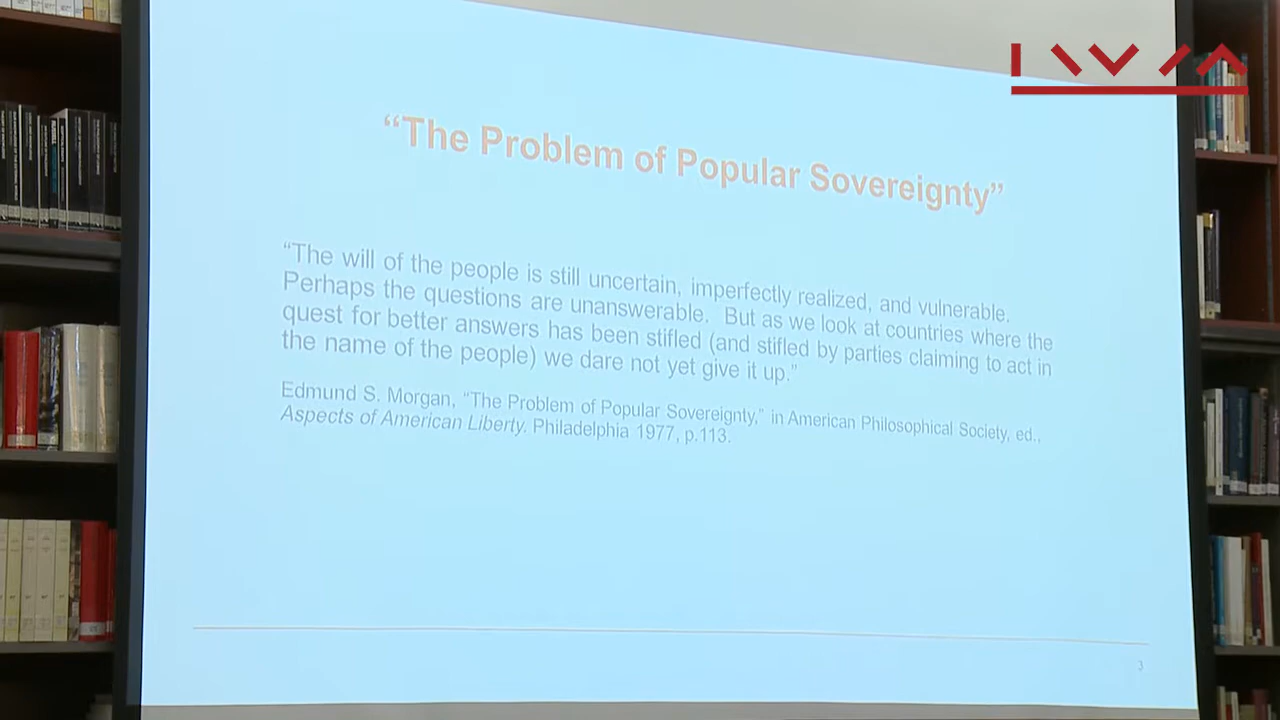 “The Problem of Popular Sovereignty”
“The will of the people is still uncertain, imperfectly realized, and vulnerable.
Perhaps the questions are unanswerable. But as we look at countries where the
quest for better answers has been stifled (and stifled by parties claiming to act in
the name of the people) we dare not yet give it up.”
Edmund S. Morgan, “The Problem of Popular Sovereignty,” in American Philosophical Society, ed.,
Aspects of American Liberty. Philadelphia 1977, p.113.
3